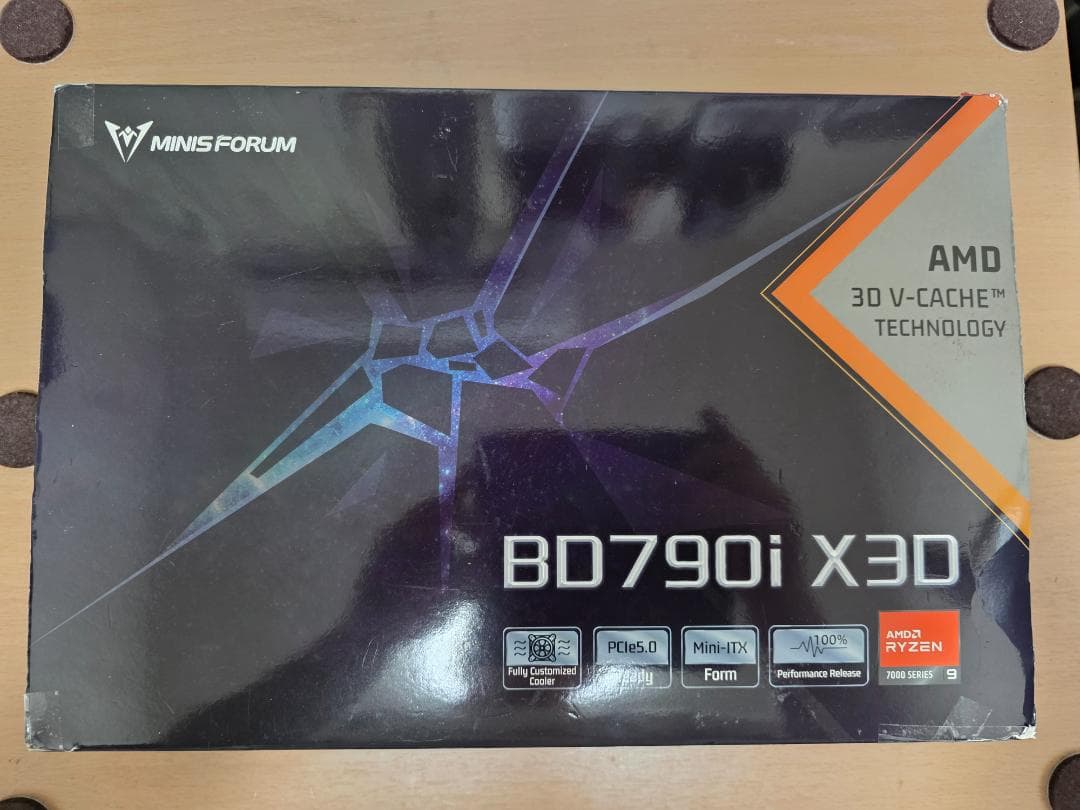 MINISFORUM
AMD
3D V-CACHE™
TECHNOLOGY
BD790i X3D
Fully Customized
Cooler
PCIe5.0
Ready
Mini-ITX
Form
100%
Performance Release
AMD
RYZEN
7000 SERIES 9